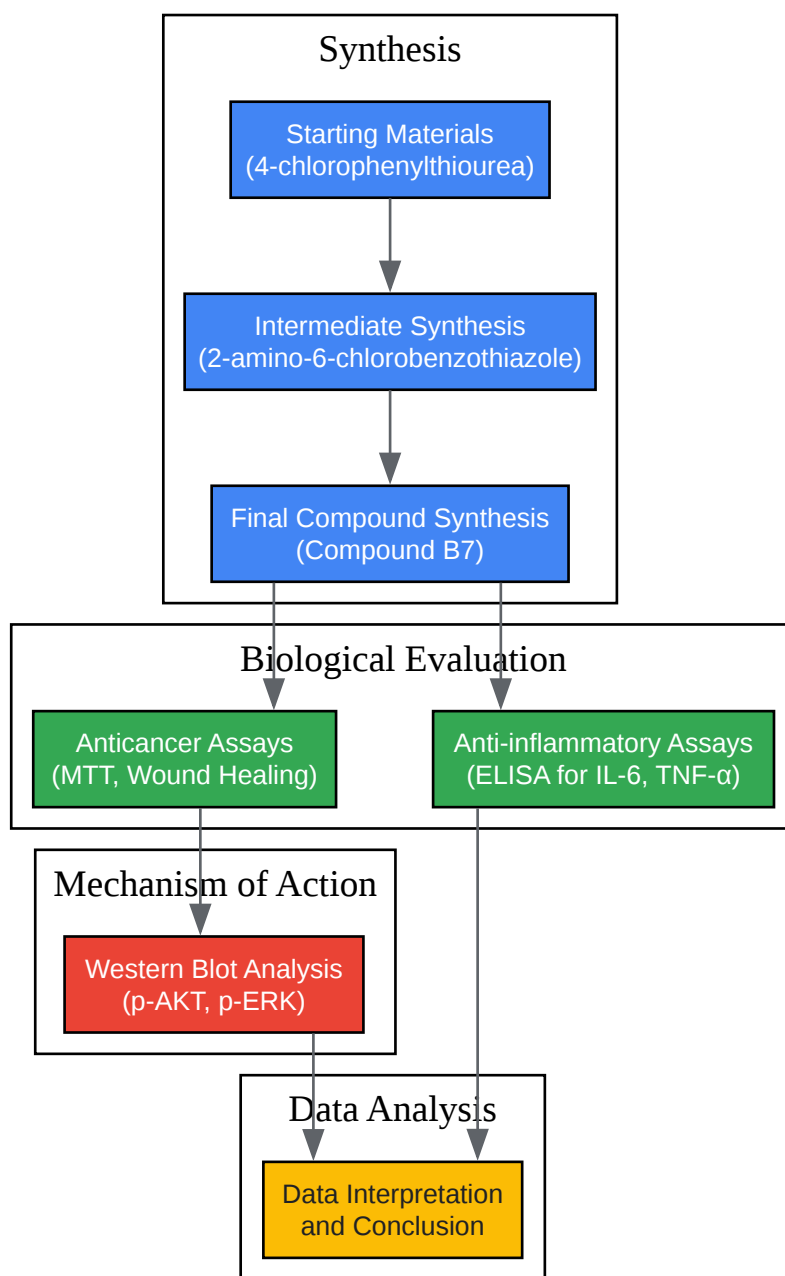 Synthesis
Starting Materials
(4-chlorophenylthiourea)
Intermediate Synthesis
(2-amino-6-chlorobenzothiazole)
Final Compound Synthesis
(Compound B7)
Biological Evaluation
Anticancer Assays
(MTT, Wound Healing)
Anti-inflammatory Assays
(ELISA for IL-6, TNF-α)
Mechanism of Action
Western Blot Analysis
(p-AKT, p-ERK)
Data Analysis
Data Interpretation
and Conclusion